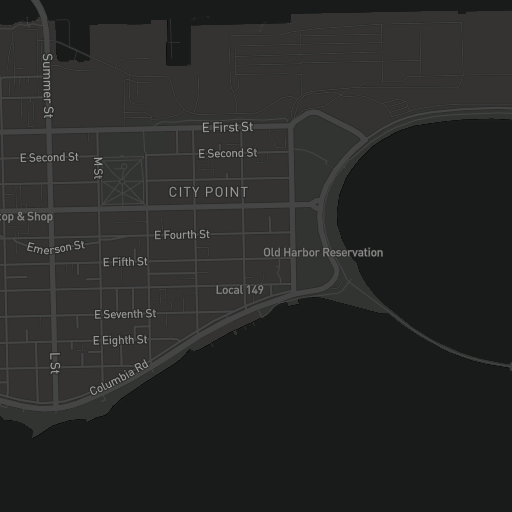 Summer St
E First St
E Second St
E Second St
M St
CITY POINT
top & Shop
E Fourth St
Emerson St
Old Harbor Reservation
E Fifth St
Local 149
E Seventh St
E Eighth St
L St
Columbia Rd